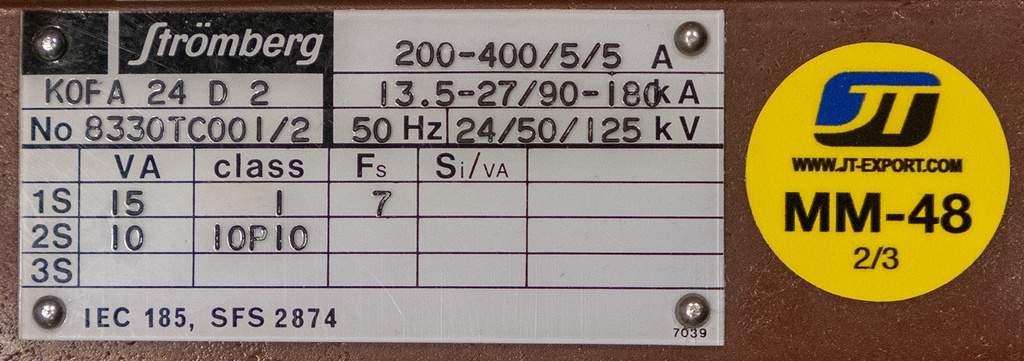 Strömberg
200-400/5/5 A
KOFA 24 D 2
13.5-27/90-180 kA
No 8330TC001/2
50 Hz
24/50/125 kV
VA class Fs Si/VA
1S 15 1 7
2S 10 10P10
3S
IEC 185, SFS 2874
7039
JT
WWW.JT-EXPORT.COM
MM-48
2/3